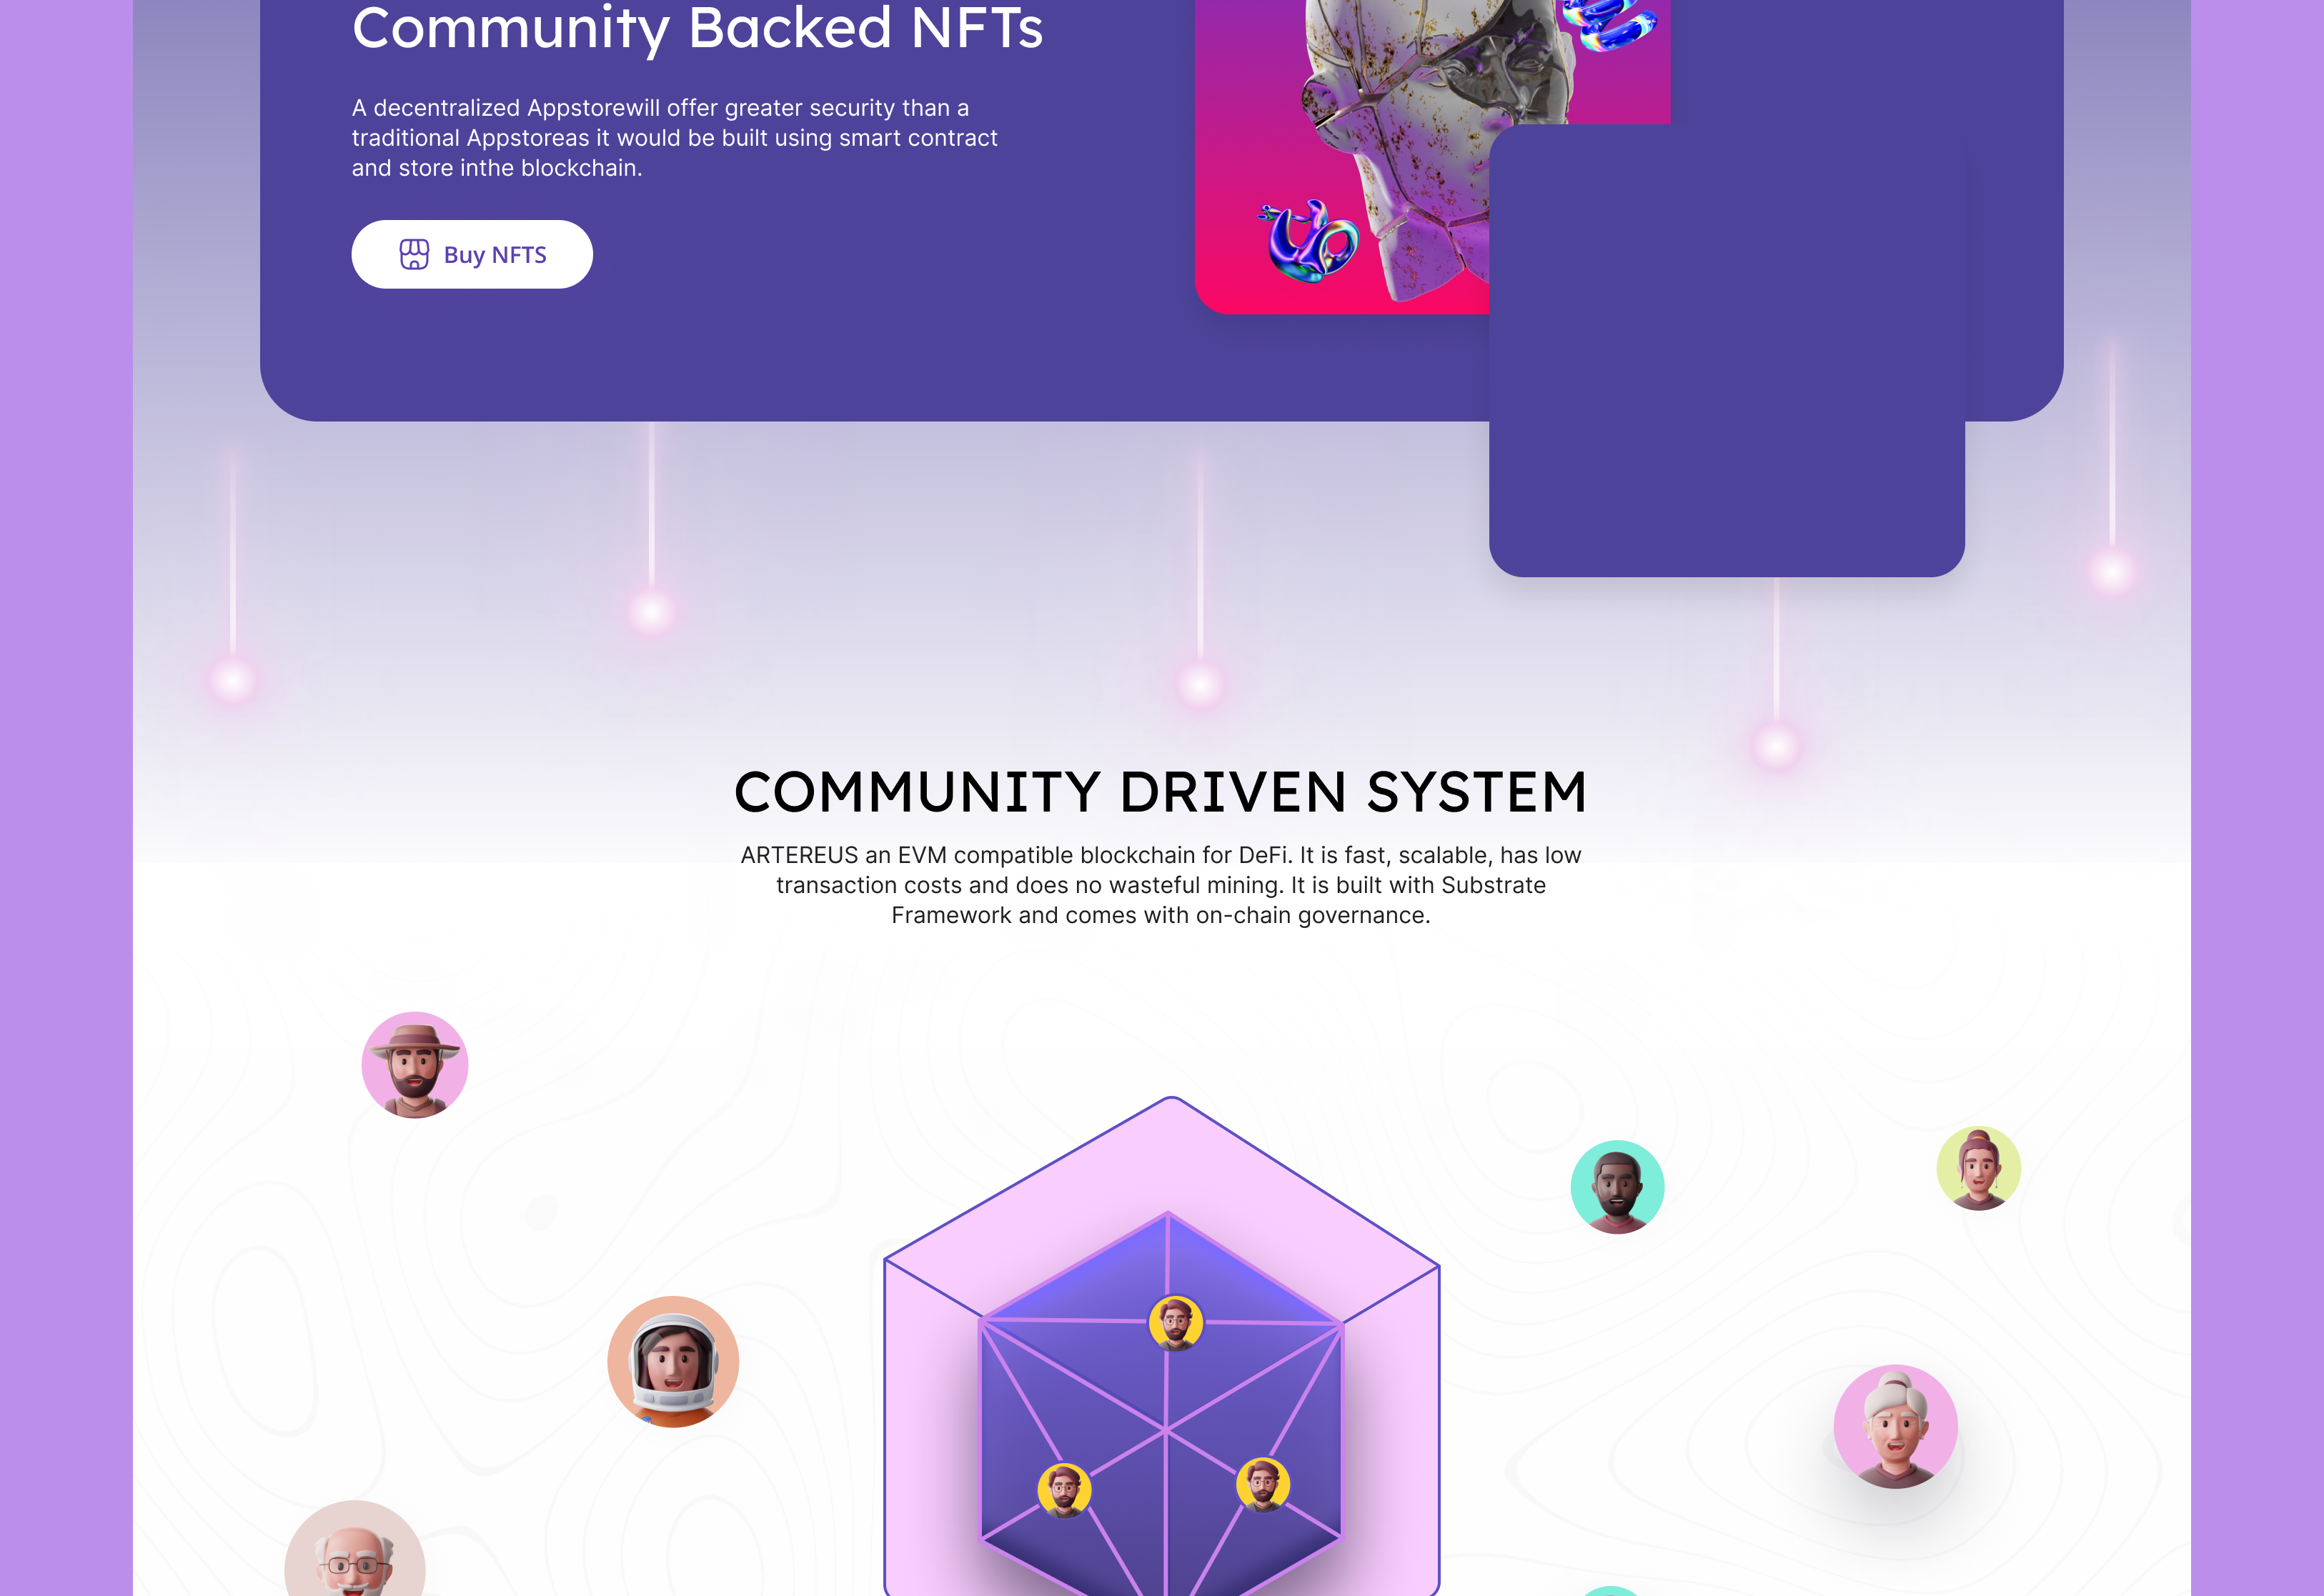 Community Backed NFTs
A decentralized Appstorewill offer greater security than a
traditional Appstoreas it would be built using smart contract
and store inthe blockchain.
Buy NFTS
COMMUNITY DRIVEN SYSTEM
ARTEREUS an EVM compatible blockchain for DeFi. It is fast, scalable, has low
transaction costs and does no wasteful mining. It is built with Substrate
Framework and comes with on-chain governance.